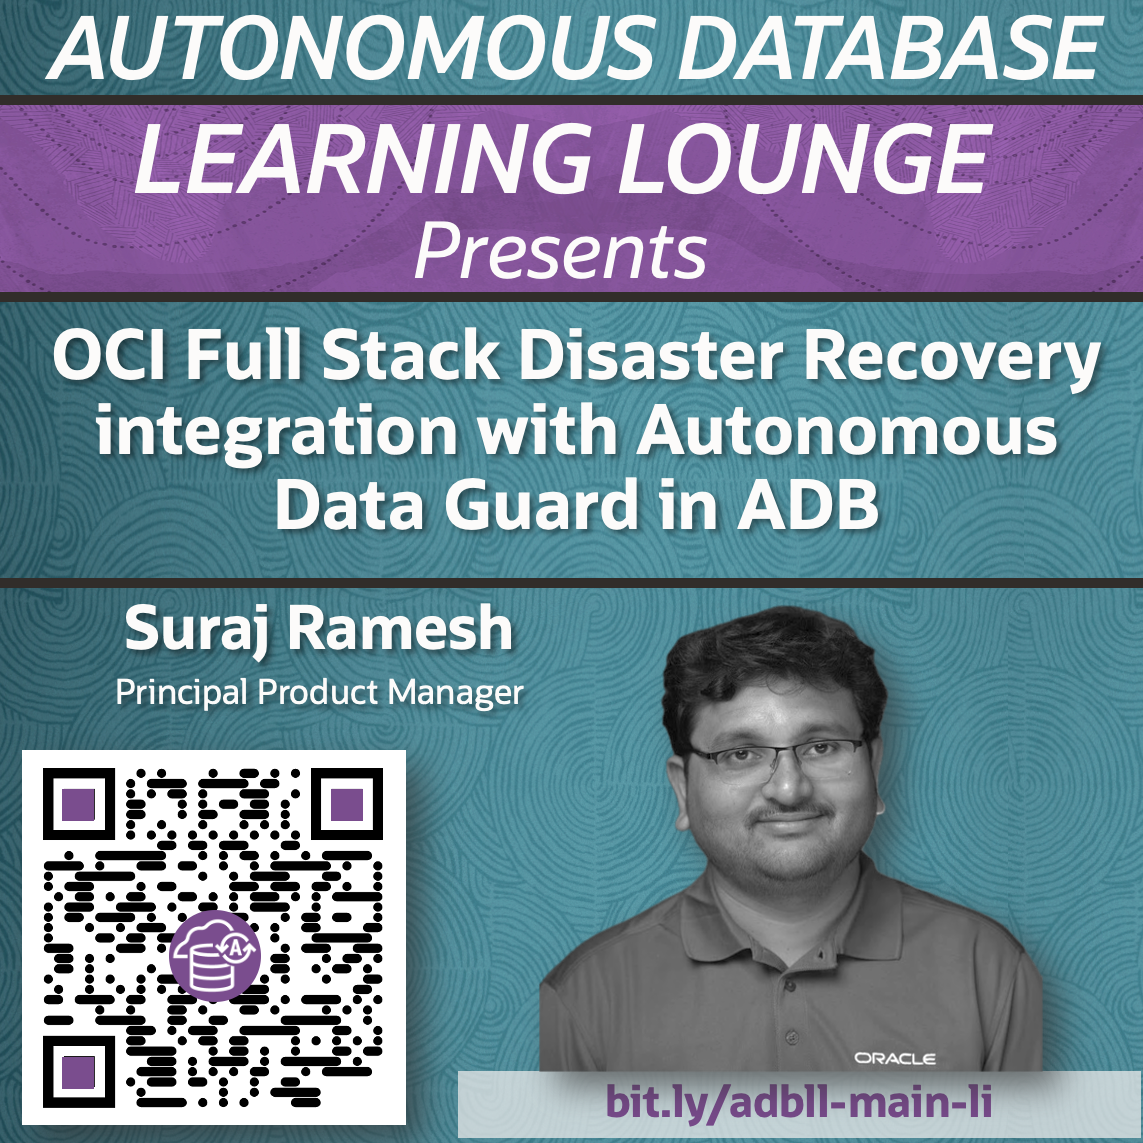 AUTONOMOUS DATABASE
LEARNING LOUNGE
Presents
OCI Full Stack Disaster Recovery
integration with Autonomous
Data Guard in ADB
Suraj Ramesh
Principal Product Manager
A
ORACLE
bit.ly/adbll-main-li